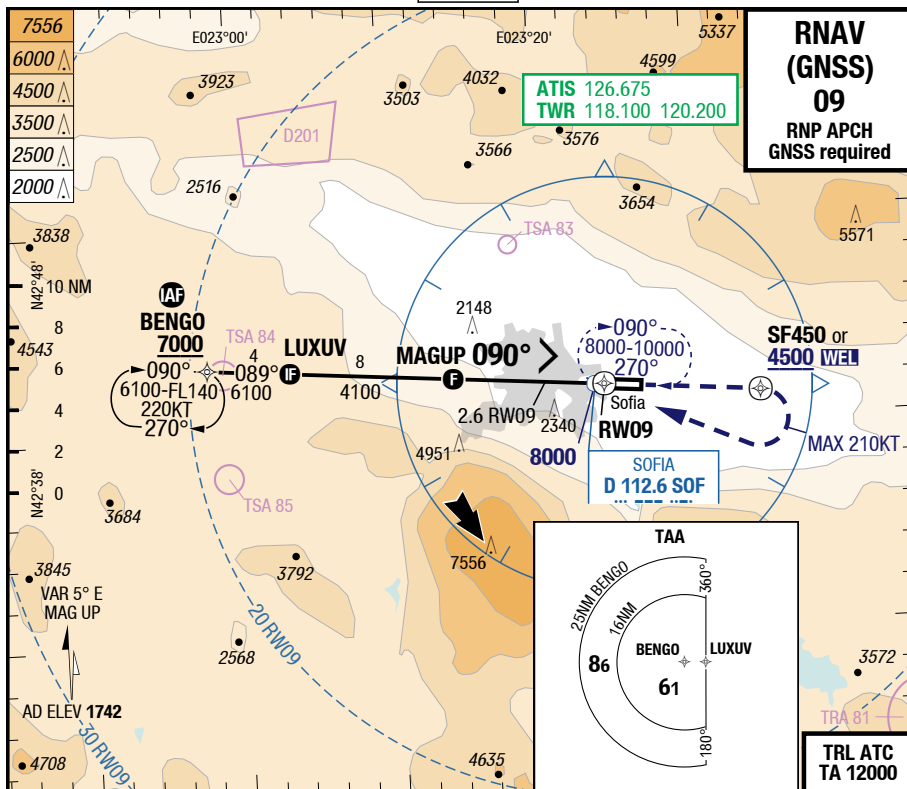 7556
6000
4500
3500
2500
2000
E023°00'
E023°20'
5337
3923
3503
4032
4599
ATIS 126.675
TWR 118.100 120.200
RNAV
(GNSS)
09
RNP APCH
GNSS required
D201
3576
3566
2516
3654
5571
TSA 83
3838
N42°48'
10 NM
8
6
4
2
0
4543
IAF
BENGO
7000
TSA 84
4
LUXUV
IF
089°
6100
8
4100
090°
6100-FL140
220KT
270°
2148
MAGUP 090°
F
2.6 RW09
2340
4951
090°
8000-10000
270°
Sofia
RW09
8000
SF450 or
4500 WEL
MAX 210KT
SOFIA
D 112.6 SOF
N42°38'
TSA 85
3684
7556
3845
3792
VAR 5° E
MAG UP
20 RW09
2568
AD ELEV 1742
30 RW09
4708
4635
TAA
25NM BENGO
16NM
360°
BENGO
LUXUV
86
61
180°
3572
TRA 81
TRL ATC
TA 12000